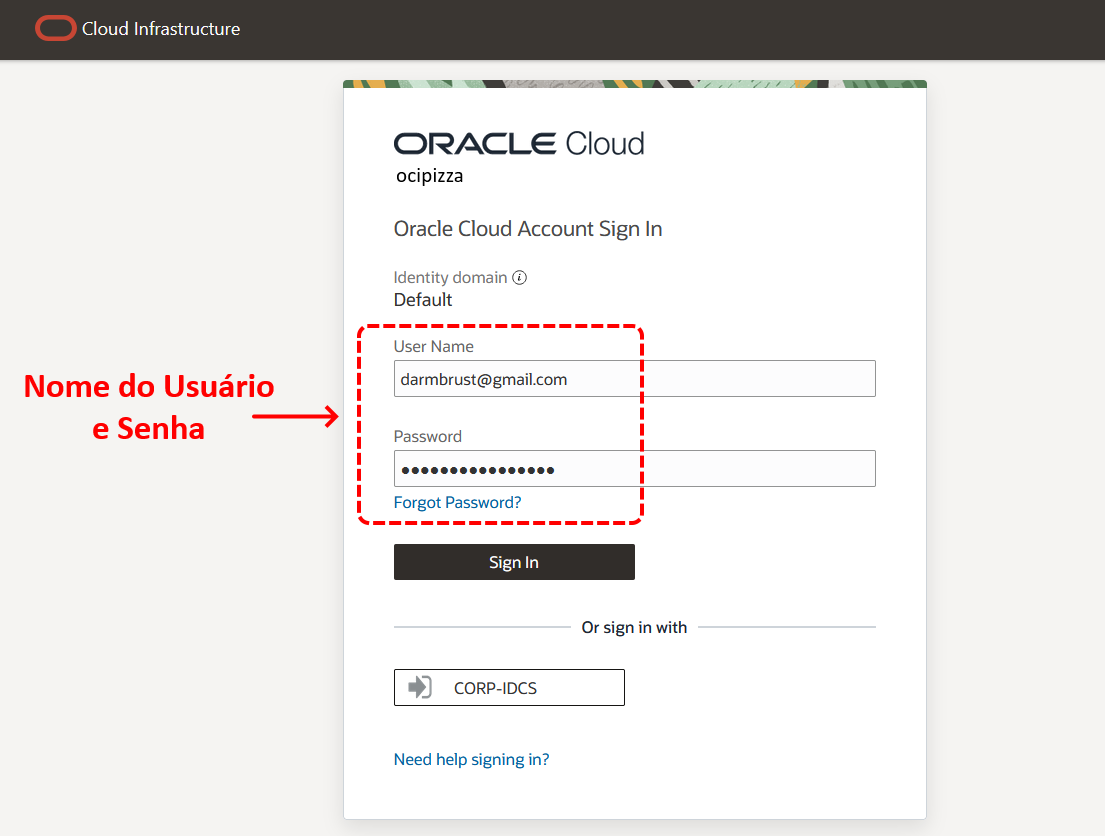 Cloud Infrastructure
ORACLE Cloud
ocipizza
Oracle Cloud Account Sign In
Identity domain i
Default
User Name
darmbrust@gmail.com
Nome do Usuário
e Senha
Password
••••••••••••••••
Forgot Password?
Sign In
Or sign in with
CORP-IDCS
Need help signing in?